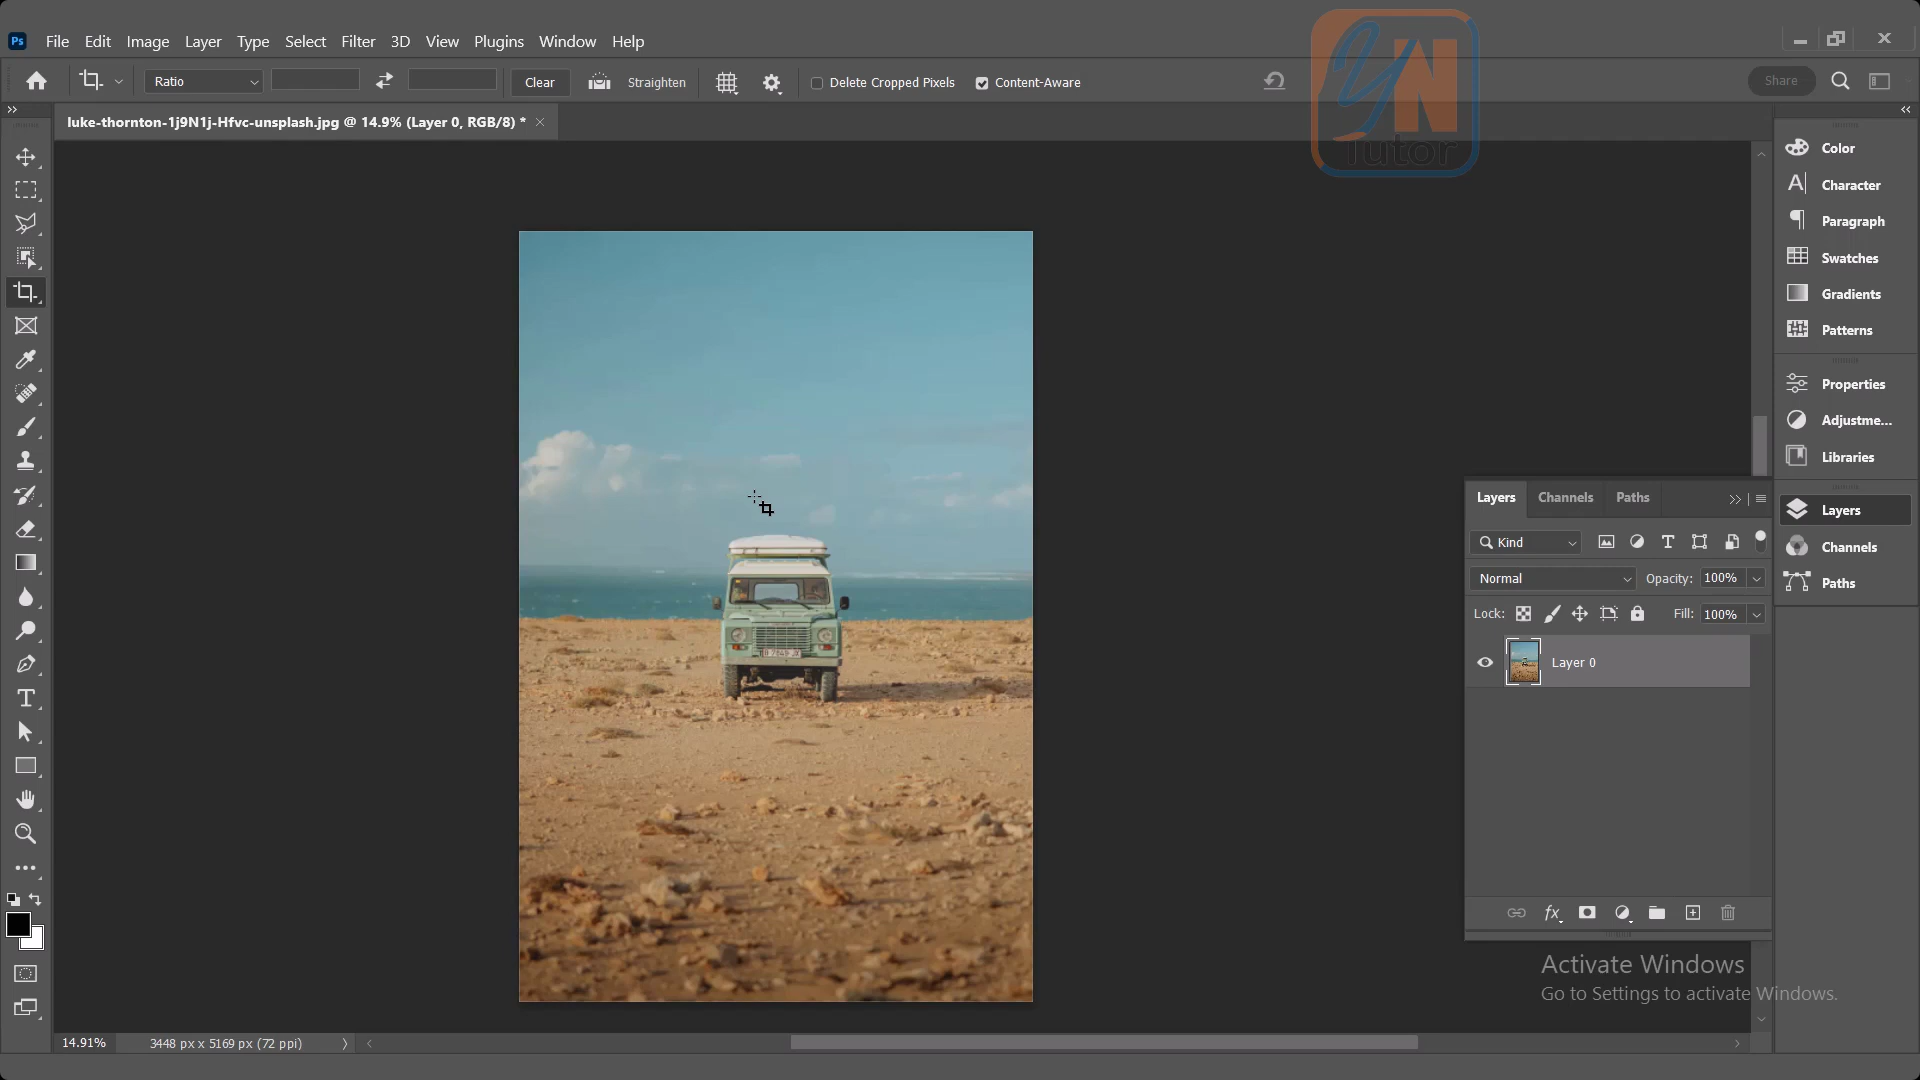 Ps File Edit Image Layer Type Select Filter 3D View Plugins Window Help
Ratio Clear Straighten Delete Cropped Pixels Content-Aware Share
YN
Tutor
luke-thornton-1j9N1j-Hfvc-unsplash.jpg @ 14.9% (Layer 0, RGB/8) *
Color
Character
Paragraph
Swatches
Gradients
Patterns
Properties
Adjustme...
Libraries
Layers
Channels
Paths
Layers Channels Paths
Kind
Normal Opacity: 100%
Lock: Fill: 100%
Layer 0
fx
Activate Windows
Go to Settings to activate Windows.
14.91% 3448 px x 5169 px (72 ppi)